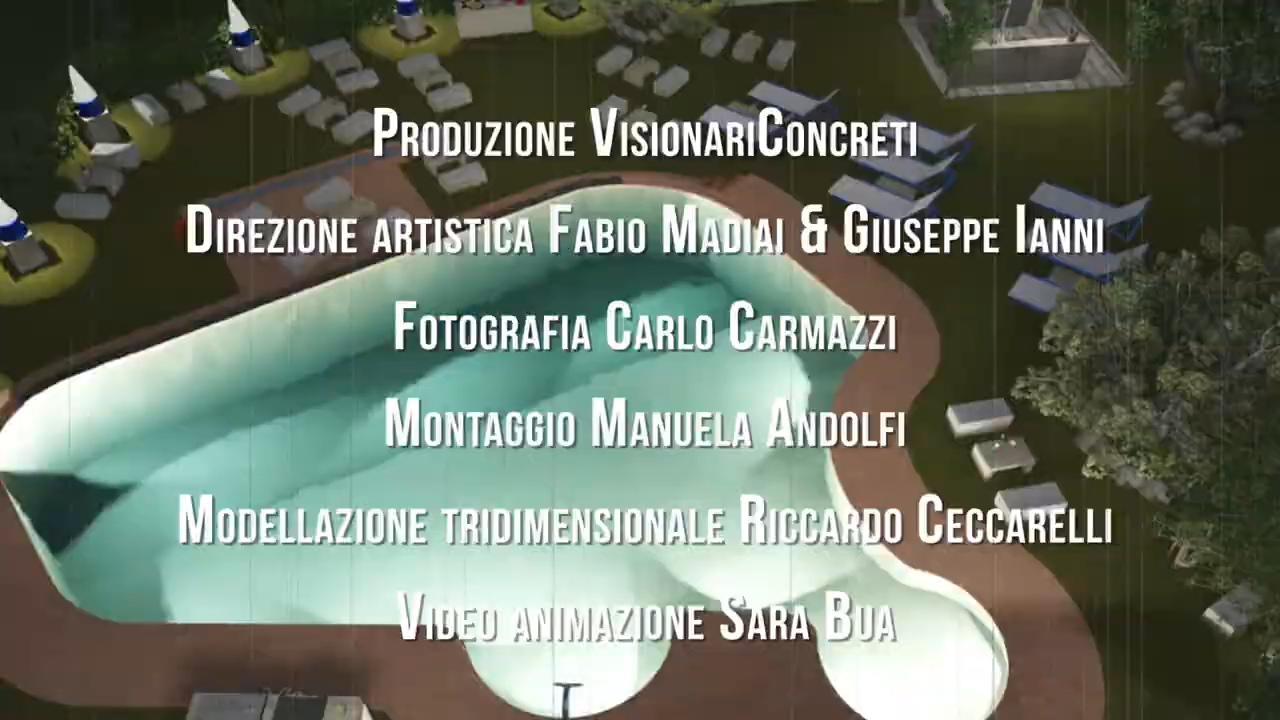 Produzione VisionariConcreti
Direzione artistica Fabio Madiai & Giuseppe Ianni
Fotografia Carlo Carmazzi
Montaggio Manuela Andolfi
Modellazione tridimensionale Riccardo Ceccarelli
Video animazione Sara Bua